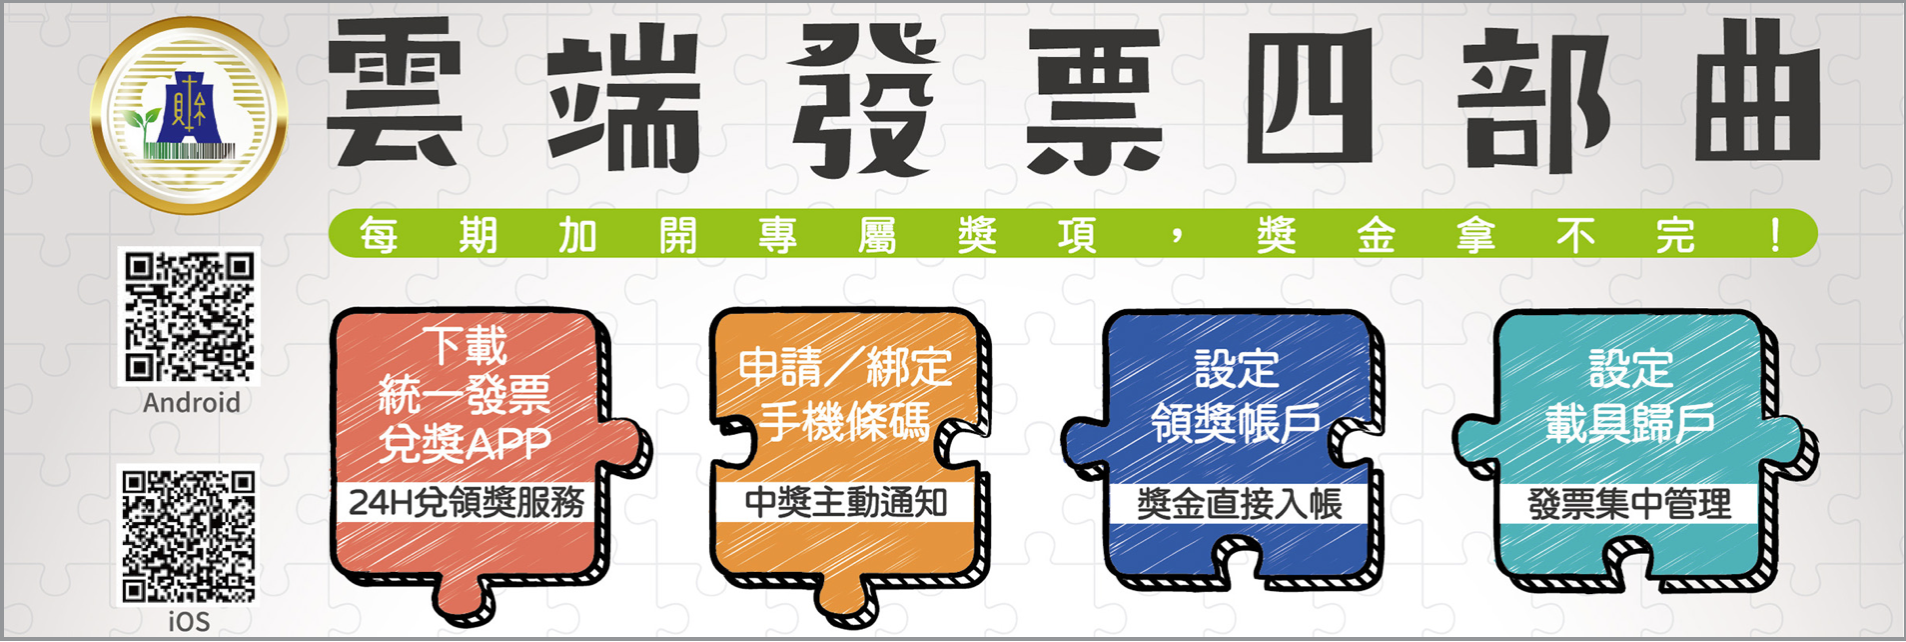 雲端發票四部曲
財
每期加開專屬獎項，獎金拿不完！
Android
iOS
下載
統一發票
兌獎APP
24H兌領獎服務
申請／綁定
手機條碼
中獎主動通知
設定
領獎帳戶
獎金直接入帳
設定
載具歸戶
發票集中管理